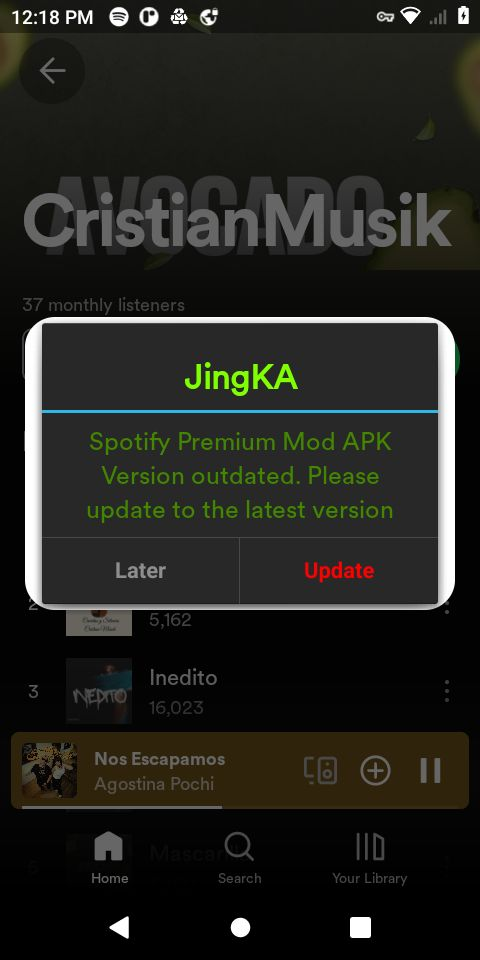 12:18 PM
AVOCADO
CristianMusik
37 monthly listeners
JingKA
Spotify Premium Mod APK
Version outdated. Please
update to the latest version
Later
Update
2
5,162
3
INEDITO
Inedito
16,023
Nos Escapamos
Agostina Pochi
Home
Search
Your Library